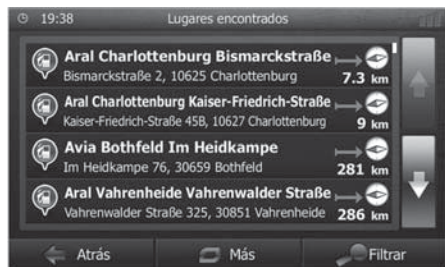 19:38 Lugares encontrados
Aral Charlottenburg Bismarckstraße
Bismarckstraße 2, 10625 Charlottenburg 7.3 km
Aral Charlottenburg Kaiser-Friedrich-Straße
Kaiser-Friedrich-Straße 45B, 10627 Charlottenburg 9 km
Avia Bothfeld Im Heidkampe
Im Heidkampe 76, 30659 Bothfeld 281 km
Aral Vahrenheide Vahrenwalder Straße
Vahrenwalder Straße 325, 30851 Vahrenheide 286 km
Atrás Más Filtrar